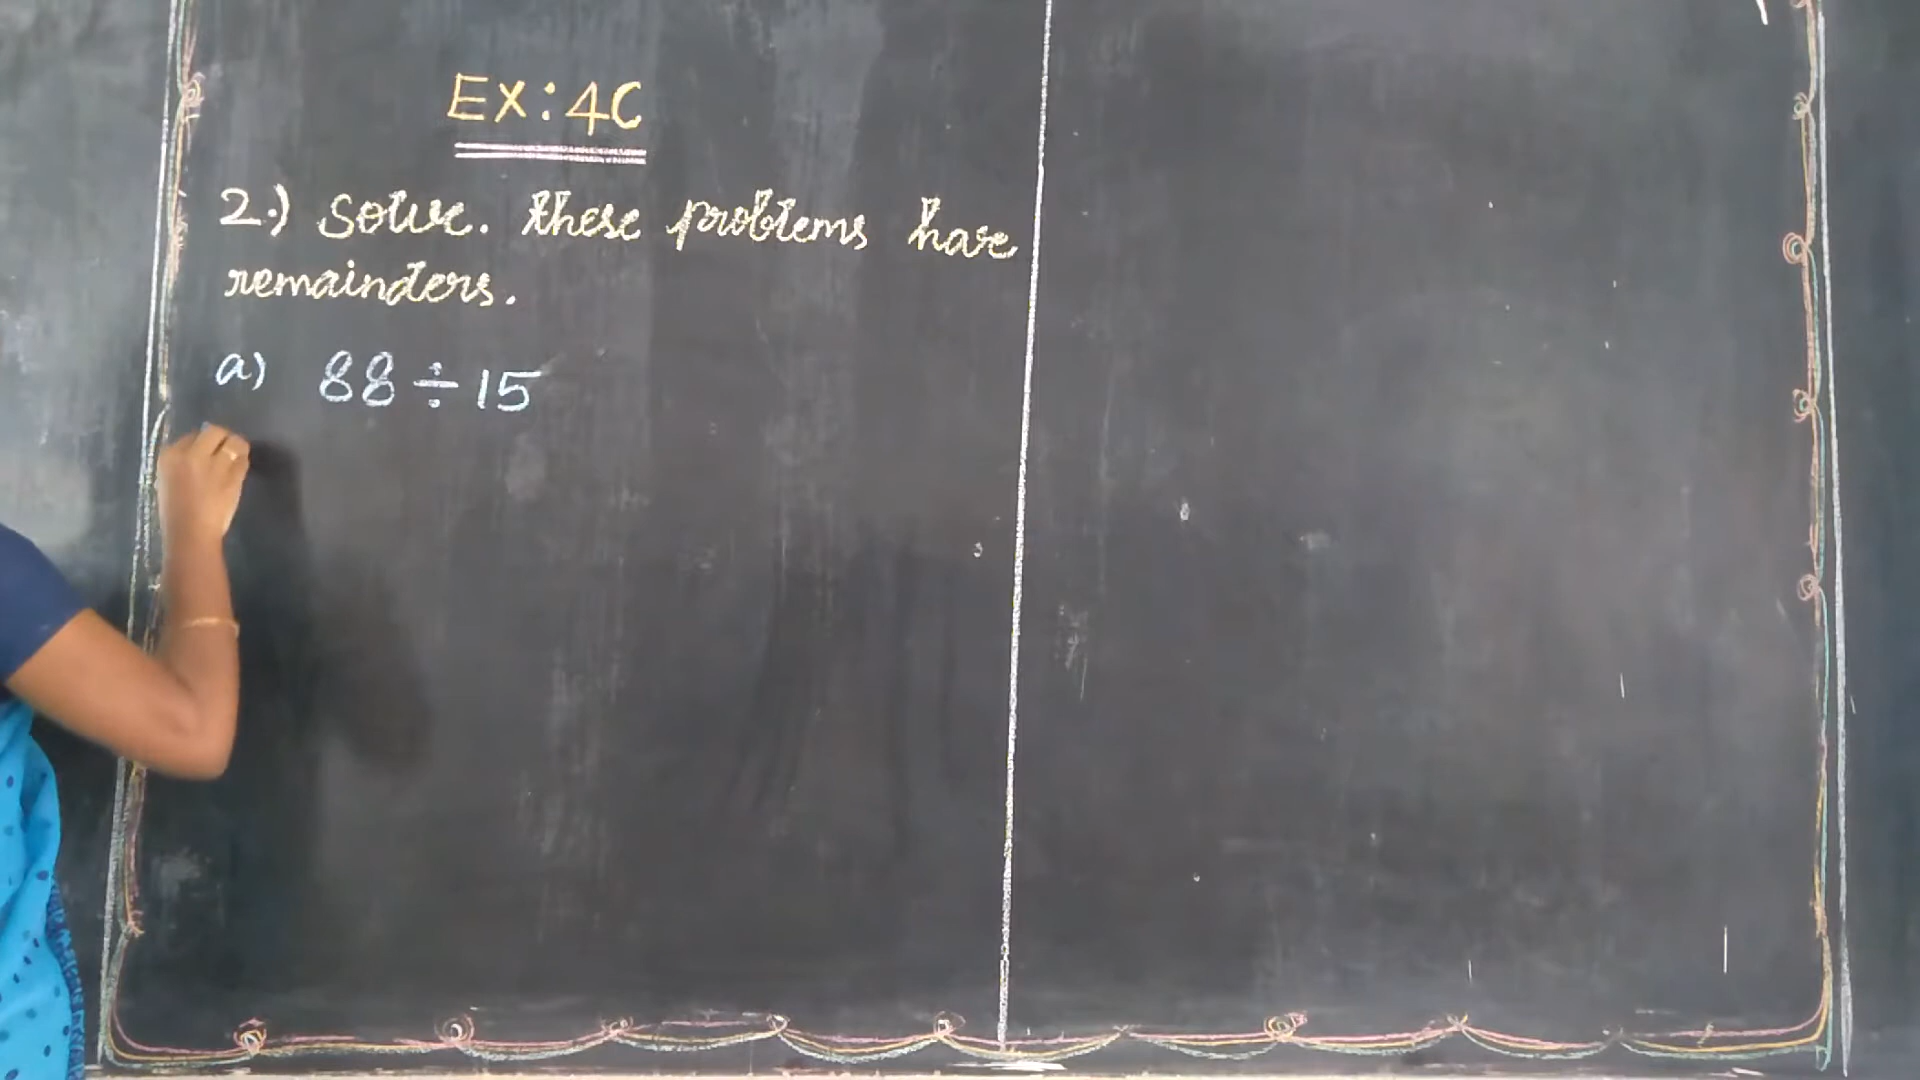 Ex: 4C
2.) Solve. These problems have
remainders.
a) 88 ÷ 15